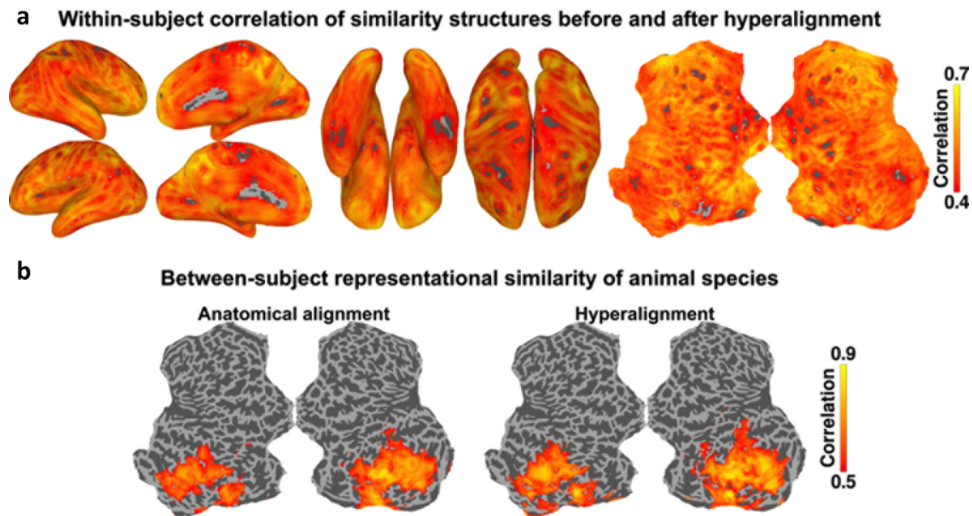 a
Within-subject correlation of similarity structures before and after hyperalignment
0.7
Correlation
0.4
b
Between-subject representational similarity of animal species
Anatomical alignment
Hyperalignment
0.9
Correlation
0.5